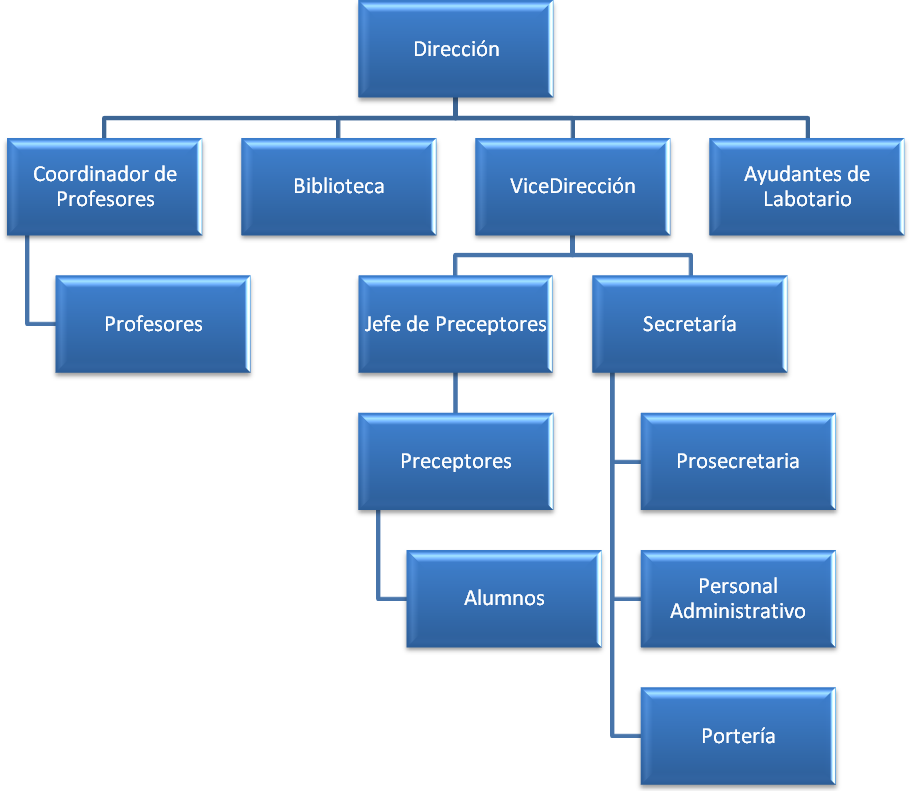 Dirección
Coordinador de
Profesores
Biblioteca
ViceDirección
Ayudantes de
Labotario
Profesores
Jefe de Preceptores
Secretaría
Preceptores
Prosecretaria
Alumnos
Personal
Administrativo
Portería